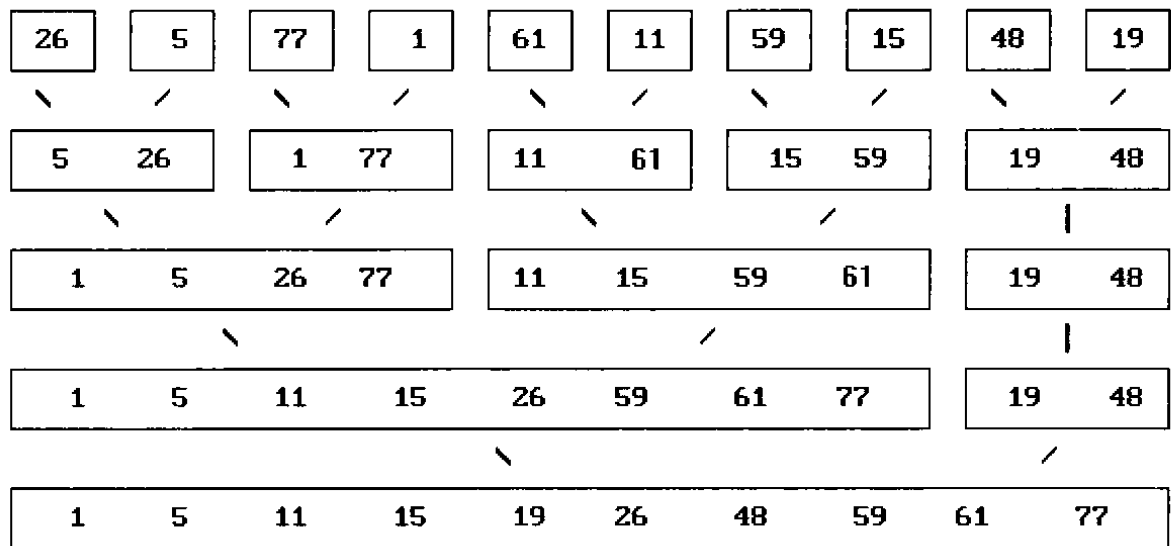 26 5 77 1 61 11 59 15 48 19
5 26 1 77 11 61 15 59 19 48
1 5 26 77 11 15 59 61 19 48
1 5 11 15 26 59 61 77 19 48
1 5 11 15 19 26 48 59 61 77